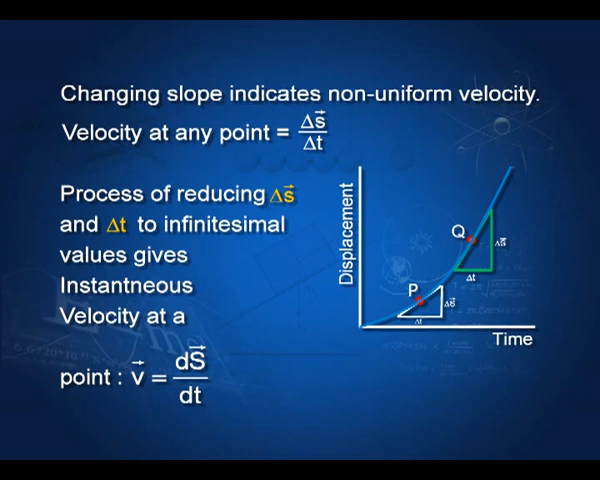 Changing slope indicates non-uniform velocity.
Velocity at any point = Δs⃗/Δt
Process of reducing Δs⃗
and Δt to infinitesimal
values gives
Instantneous
Velocity at a
point : v⃗ = dS⃗/dt
Displacement
Q
Δs⃗
Δt
P
Δs⃗
Δt
Time